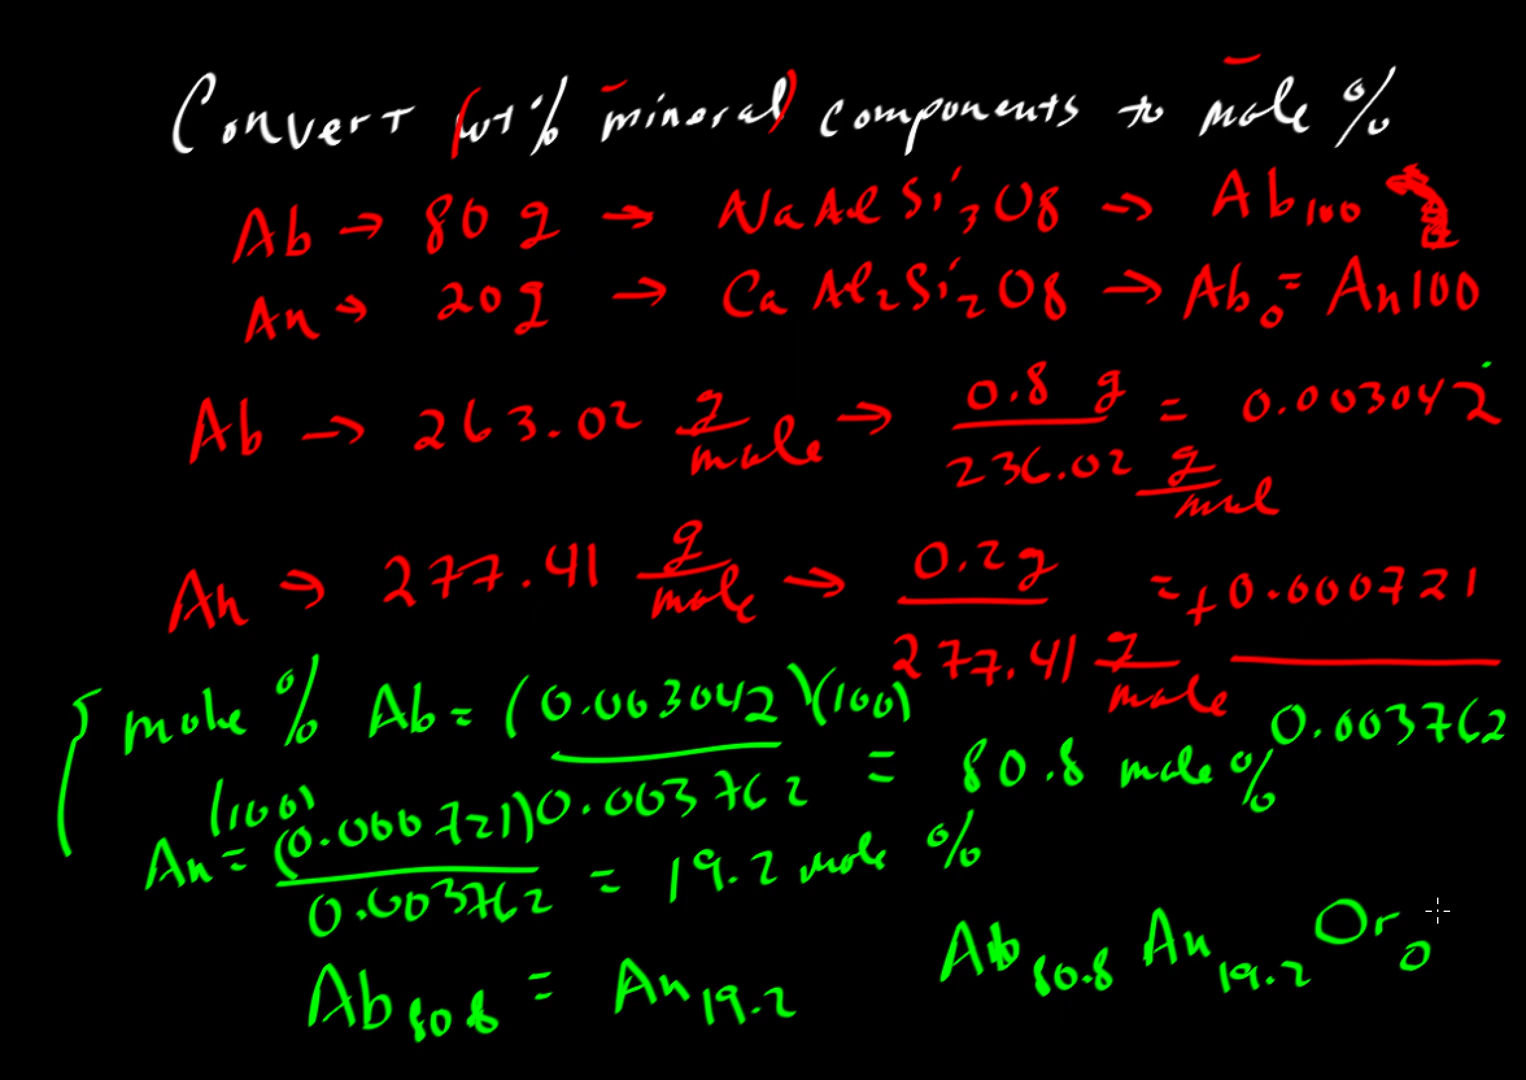 Convert (wt% mineral) components to mole %
Ab → 80 g → NaAlSi₃O₈ → Ab₁₀₀
An → 20g → CaAl₂Si₂O₈ → Ab₀ = An100
Ab → 263.02 g/mole → 0.8 g / 236.02 g/mol = 0.003042
An → 277.41 g/mole → 0.2g / 277.41 g/mole = +0.000721
0.003762
mole % Ab = (0.003042)(100) / 0.003762 = 80.8 mole %
An = (100)(0.000721) / 0.003762 = 19.2 mole %
Ab₈₀.₈ An₁₉.₂ Or₀
Ab₈₀.₈ = An₁₉.₂